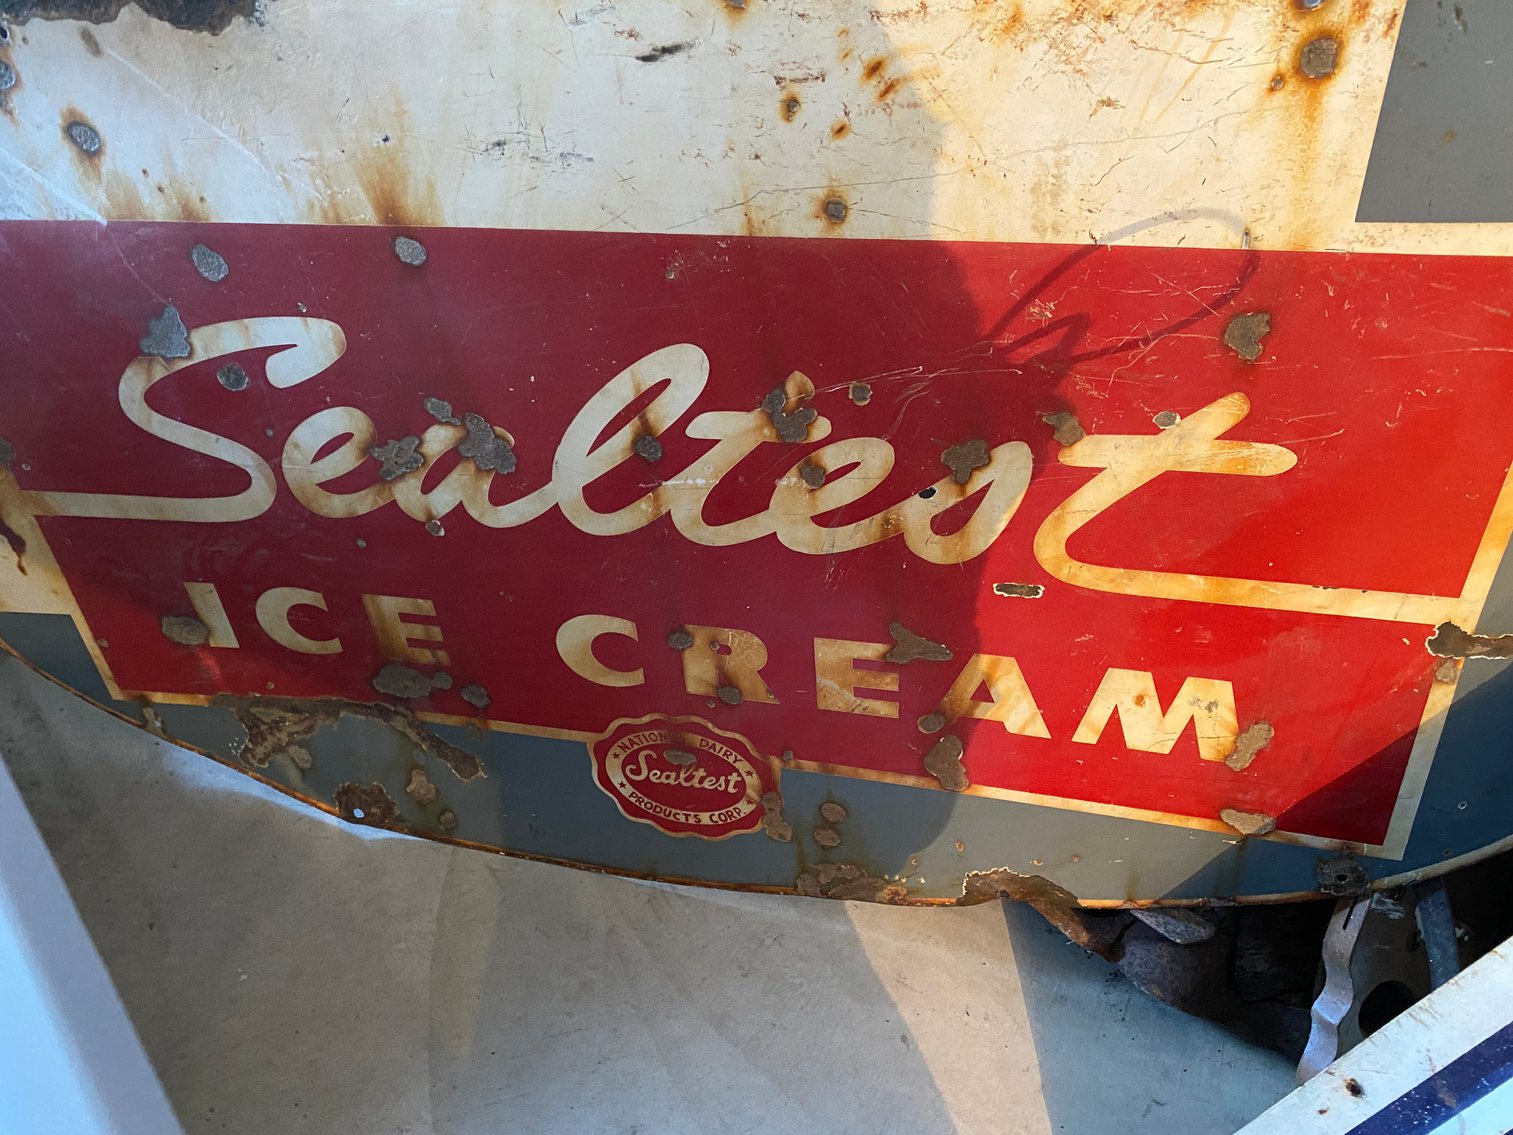 Sealtest
ICE CREAM
NATIONAL DAIRY
Sealtest
PRODUCTS CORP.